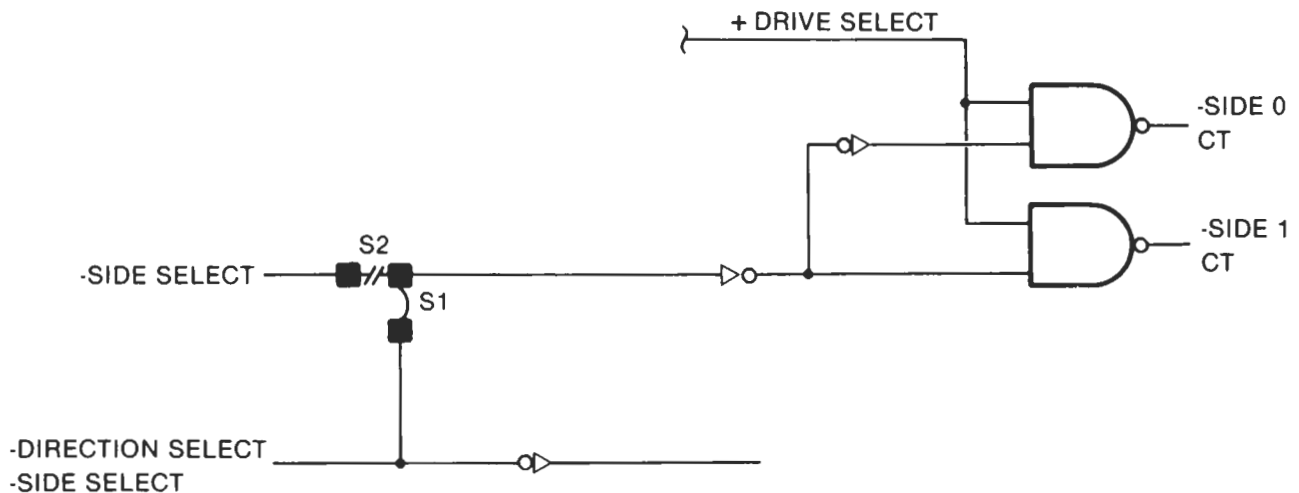 + DRIVE SELECT
-SIDE 0
CT
-SIDE 1
CT
S2
-SIDE SELECT
S1
-DIRECTION SELECT
-SIDE SELECT